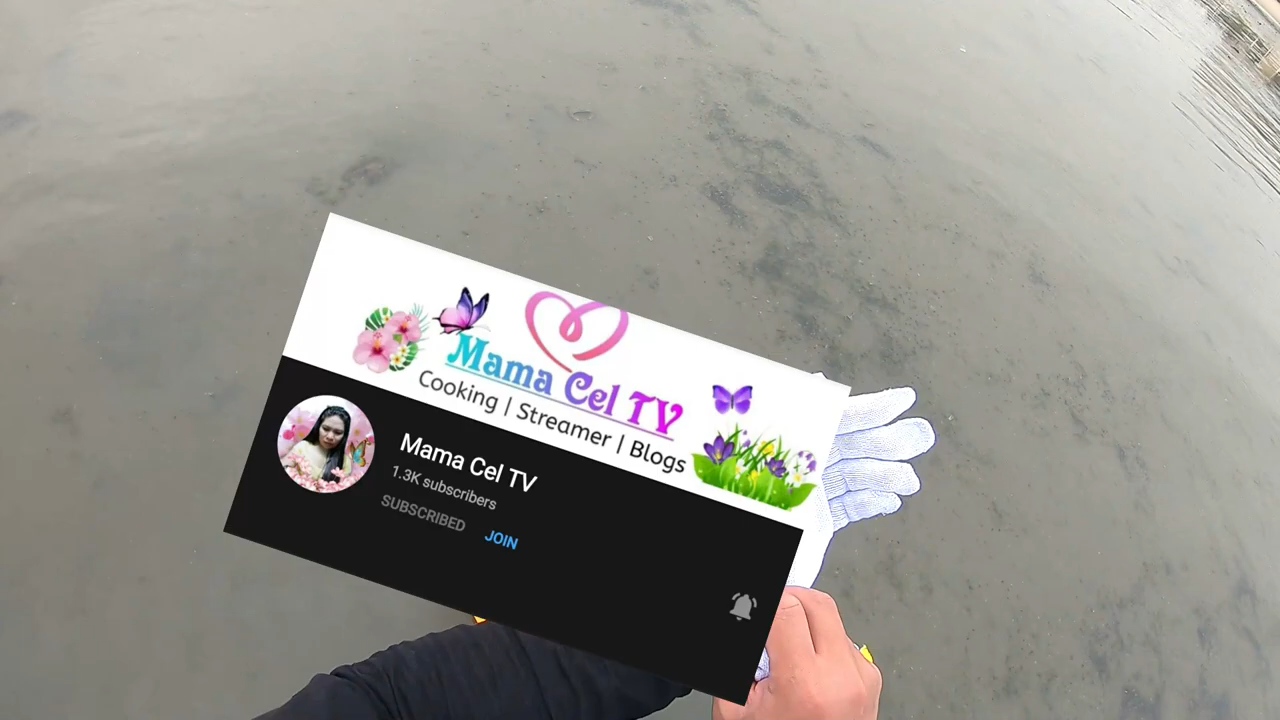 Mama Cel TV
Cooking | Streamer | Blogs
Mama Cel TV
1.3K subscribers
SUBSCRIBED JOIN